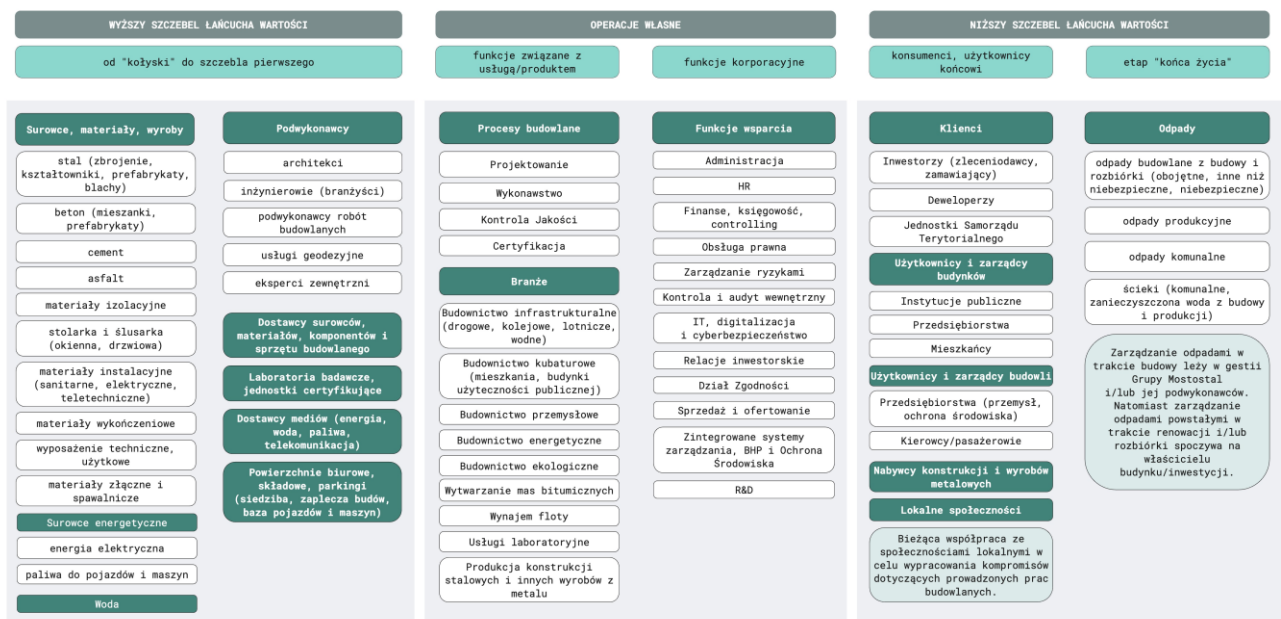 WYŻSZY SZCZEBEL ŁAŃCUCHA WARTOŚCI
od "kołyski" do szczebla pierwszego
Surowce, materiały, wyroby
stal (zbrojenie,
kształtowniki, prefabrykaty,
blachy)
beton (mieszanki,
prefabrykaty)
cement
asfalt
materiały izolacyjne
stolarka i ślusarka
(okienna, drzwiowa)
materiały instalacyjne
(sanitarne, elektryczne,
teletechniczne)
materiały wykończeniowe
wyposażenie techniczne,
użytkowe
materiały złączne i
spawalnicze
Surowce energetyczne
energia elektryczna
paliwa do pojazdów i maszyn
Woda
Podwykonawcy
architekci
inżynierowie (branżyści)
podwykonawcy robót
budowlanych
usługi geodezyjne
eksperci zewnętrzni
Dostawcy surowców,
materiałów, komponentów i
sprzętu budowlanego
Laboratoria badawcze,
jednostki certyfikujące
Dostawcy mediów (energia,
woda, paliwa,
telekomunikacja)
Powierzchnie biurowe,
składowe, parkingi
(siedziba, zaplecza budów,
baza pojazdów i maszyn)
OPERACJE WŁASNE
funkcje związane z
usługą/produktem
Procesy budowlane
Projektowanie
Wykonawstwo
Kontrola Jakości
Certyfikacja
Branże
Budownictwo infrastrukturalne
(drogowe, kolejowe, lotnicze,
wodne)
Budownictwo kubaturowe
(mieszkania, budynki
użyteczności publicznej)
Budownictwo przemysłowe
Budownictwo energetyczne
Budownictwo ekologiczne
Wytwarzanie mas bitumicznych
Wynajem floty
Usługi laboratoryjne
Produkcja konstrukcji
stalowych i innych wyrobów z
metalu
funkcje korporacyjne
Funkcje wsparcia
Administracja
HR
Finanse, księgowość,
controlling
Obsługa prawna
Zarządzanie ryzykami
Kontrola i audyt wewnętrzny
IT, digitalizacja
i cyberbezpieczeństwo
Relacje inwestorskie
Dział Zgodności
Sprzedaż i ofertowanie
Zintegrowane systemy
zarządzania, BHP i Ochrona
Środowiska
R&D
NIŻSZY SZCZEBEL ŁAŃCUCHA WARTOŚCI
konsumenci, użytkownicy
końcowi
Klienci
Inwestorzy (zleceniodawcy,
zamawiający)
Deweloperzy
Jednostki Samorządu
Terytorialnego
Użytkownicy i zarządcy
budynków
Instytucje publiczne
Przedsiębiorstwa
Mieszkańcy
Użytkownicy i zarządcy budowli
Przedsiębiorstwa (przemysł,
ochrona środowiska)
Kierowcy/pasażerowie
Nabywcy konstrukcji i wyrobów
metalowych
Lokalne społeczności
Bieżąca współpraca ze
społecznościami lokalnymi w
celu wypracowania kompromisów
dotyczących prowadzonych prac
budowlanych.
etap "końca życia"
Odpady
odpady budowlane z budowy i
rozbiórki (obojętne, inne niż
niebezpieczne, niebezpieczne)
odpady produkcyjne
odpady komunalne
ścieki (komunalne,
zanieczyszczona woda z budowy
i produkcji)
Zarządzanie odpadami w
trakcie budowy leży w gestii
Grupy Mostostal
i/lub jej podwykonawców.
Natomiast zarządzanie
odpadami powstałymi w
trakcie renowacji i/lub
rozbiórki spoczywa na
właścicielu
budynku/inwestycji.